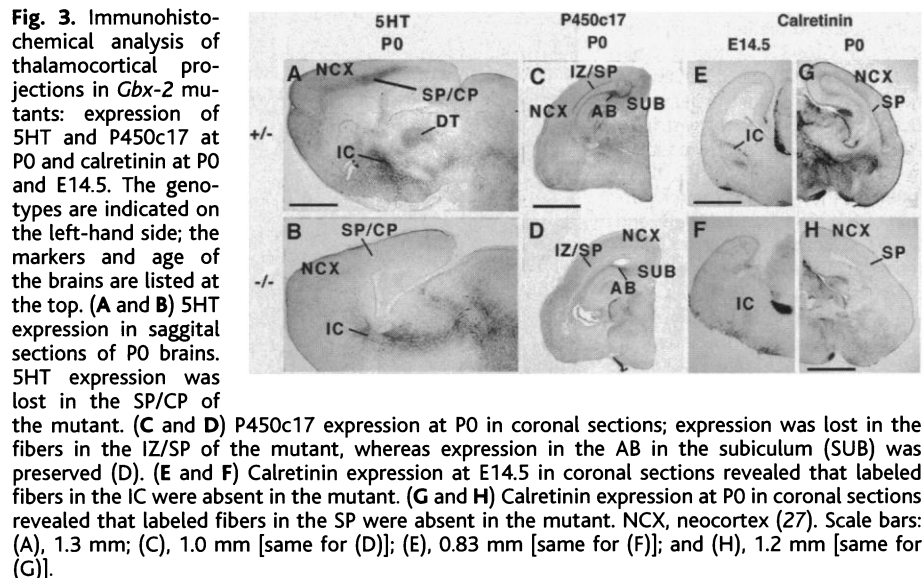 Fig. 3. Immunohisto-
chemical analysis of
thalamocortical pro-
jections in Gbx-2 mu-
tants: expression of
5HT and P450c17 at
P0 and calretinin at P0
and E14.5. The geno-
types are indicated on
the left-hand side; the
markers and age of
the brains are listed at
the top. (A and B) 5HT
expression in saggital
sections of P0 brains.
5HT expression was
lost in the SP/CP of
the mutant. (C and D) P450c17 expression at P0 in coronal sections; expression was lost in the
fibers in the IZ/SP of the mutant, whereas expression in the AB in the subiculum (SUB) was
preserved (D). (E and F) Calretinin expression at E14.5 in coronal sections revealed that labeled
fibers in the IC were absent in the mutant. (G and H) Calretinin expression at P0 in coronal sections
revealed that labeled fibers in the SP were absent in the mutant. NCX, neocortex (27). Scale bars:
(A), 1.3 mm; (C), 1.0 mm [same for (D)]; (E), 0.83 mm [same for (F)]; and (H), 1.2 mm [same for
(G)].
5HT P450c17 Calretinin
P0 P0 E14.5 P0
+/-
A NCX SP/CP DT IC
C IZ/SP NCX AB SUB
E IC
G NCX SP
-/-
B SP/CP NCX IC
D NCX IZ/SP SUB AB
F IC
H NCX SP